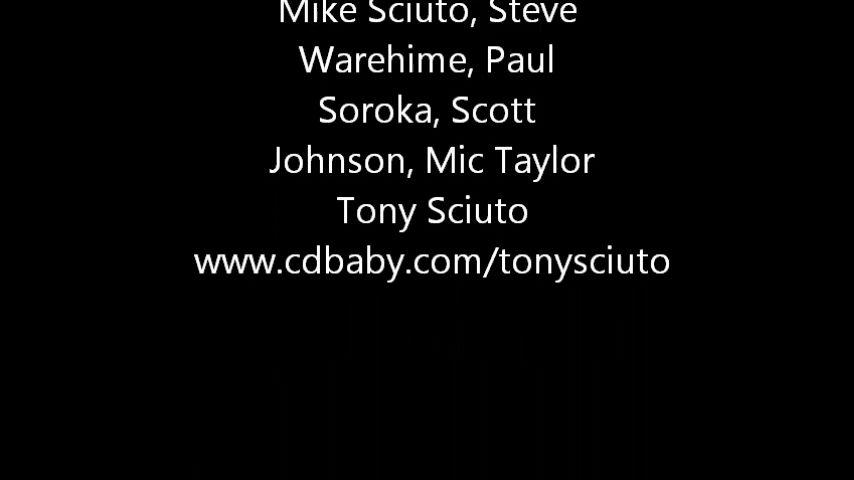 Mike Sciuto, Steve
Warehime, Paul
Soroka, Scott
Johnson, Mic Taylor
Tony Sciuto
www.cdbaby.com/tonysciuto